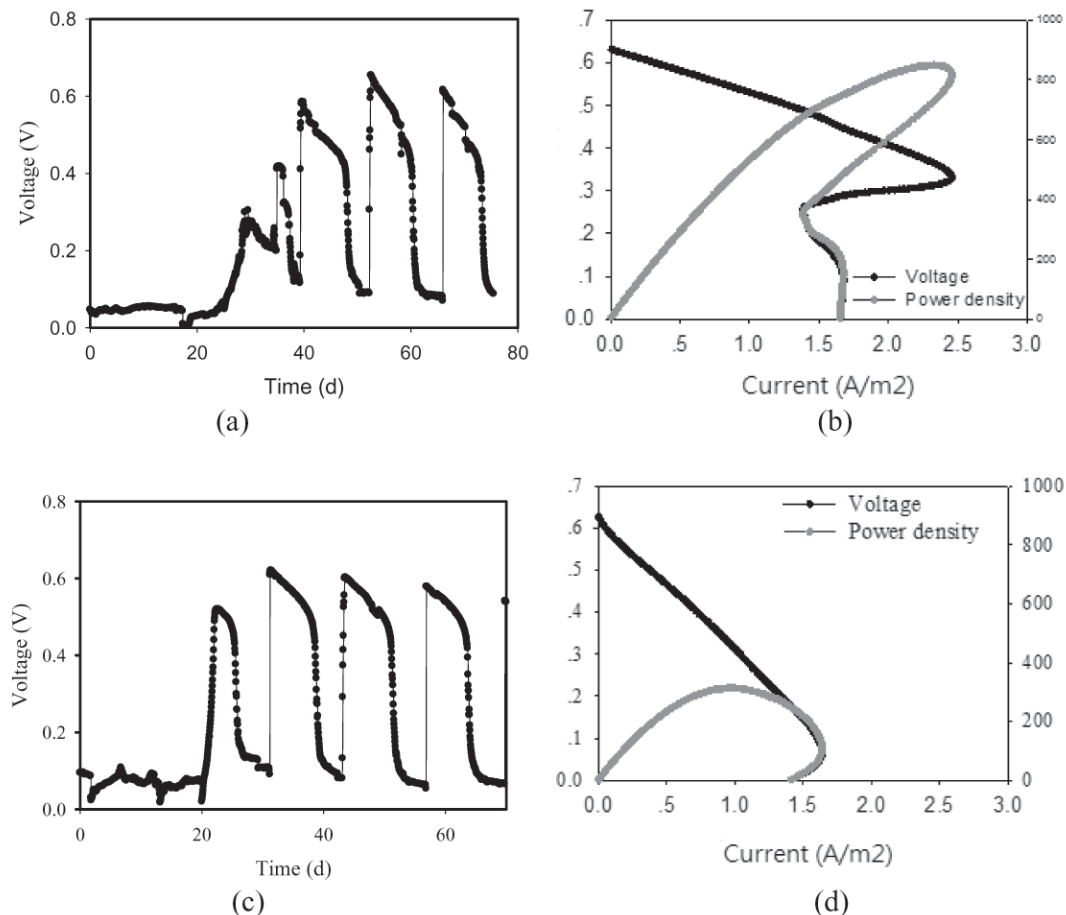 0.8
0.6
0.4
0.2
0.0
Voltage (V)
0 20 40 60 80
Time (d)
(a)
.7
.6
.5
.4
.3
.2
.1
0.0
1000
800
600
400
200
0
Voltage
Power density
0.0 .5 1.0 1.5 2.0 2.5 3.0
Current (A/m2)
(b)
0.8
0.6
0.4
0.2
0.0
Voltage (V)
0 20 40 60
Time (d)
(c)
.7
.6
.5
.4
.3
.2
.1
0.0
1000
800
600
400
200
0
Voltage
Power density
0.0 .5 1.0 1.5 2.0 2.5 3.0
Current (A/m2)
(d)